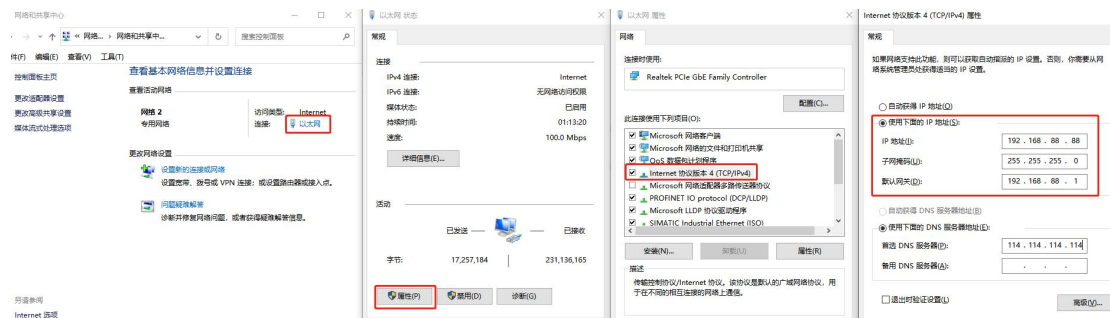 网络和共享中心
« 网络... › 网络和共享中...
搜索控制面板
件(F) 编辑(E) 查看(V) 工具(T)
控制面板主页
更改适配器设置
更改高级共享设置
媒体流式处理选项
另请参阅
Internet 选项
查看基本网络信息并设置连接
查看活动网络
网络 2
专用网络
访问类型: Internet
连接: 以太网
更改网络设置
设置新的连接或网络
设置宽带、拨号或 VPN 连接；或设置路由器或接入点。
问题疑难解答
诊断并修复网络问题，或者获得疑难解答信息。
以太网 状态
常规
连接
IPv4 连接: Internet
IPv6 连接: 无网络访问权限
媒体状态: 已启用
持续时间: 01:13:20
速度: 100.0 Mbps
详细信息(E)...
活动
已发送 — — 已接收
字节: 17,257,184 | 231,136,165
属性(P) 禁用(D) 诊断(G)
以太网 属性
网络
连接时使用:
Realtek PCIe GbE Family Controller
配置(C)...
此连接使用下列项目(O):
Microsoft 网络客户端
Microsoft 网络的文件和打印机共享
QoS 数据包计划程序
Internet 协议版本 4 (TCP/IPv4)
Microsoft 网络适配器多路传送器协议
PROFINET IO protocol (DCP/LLDP)
Microsoft LLDP 协议驱动程序
SIMATIC Industrial Ethernet (ISO)
安装(N)... 卸载(U) 属性(R)
描述
传输控制协议/Internet 协议。该协议是默认的广域网络协议，用
于在不同的相互连接的网络上通信。
Internet 协议版本 4 (TCP/IPv4) 属性
常规
如果网络支持此功能，则可以获取自动指派的 IP 设置。否则，你需要从网
络系统管理员处获得适当的 IP 设置。
自动获得 IP 地址(O)
使用下面的 IP 地址(S):
IP 地址(I): 192 . 168 . 88 . 88
子网掩码(U): 255 . 255 . 255 . 0
默认网关(D): 192 . 168 . 88 . 1
自动获得 DNS 服务器地址(B)
使用下面的 DNS 服务器地址(E):
首选 DNS 服务器(P): 114 . 114 . 114 . 114
备用 DNS 服务器(A): . . .
退出时验证设置(L)
高级(V)...